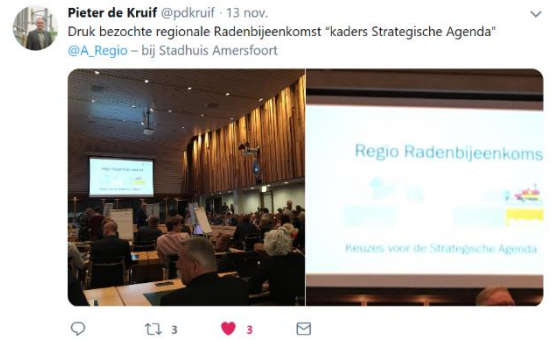 Pieter de Kruif @pdkruif · 13 nov.
Druk bezochte regionale Radenbijeenkomst “kaders Strategische Agenda”
@A_Regio – bij Stadhuis Amersfoort
Regio Radenbijeenkoms
Keuzes voor de Strategische Agenda
3
3